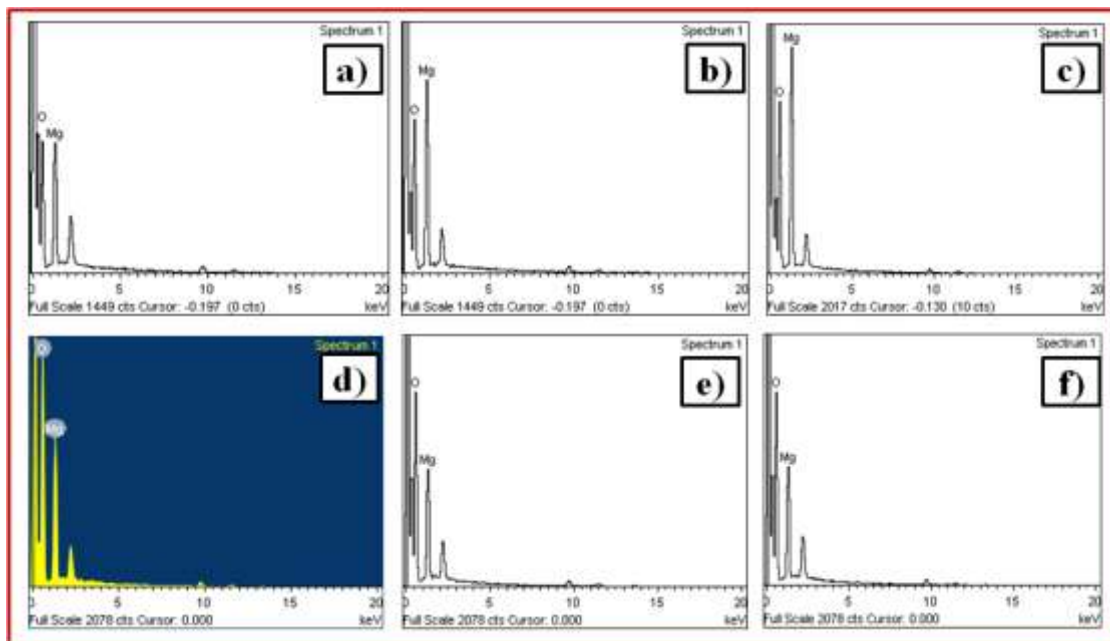 Spectrum 1
a)
O
Mg
0 5 10 15 20
Full Scale 1449 cts Cursor: -0.197 (0 cts) keV
Spectrum 1
b)
Mg
O
0 5 10 15 20
Full Scale 1449 cts Cursor: -0.197 (0 cts) keV
Spectrum 1
c)
Mg
O
0 5 10 15 20
Full Scale 2017 cts Cursor: -0.130 (10 cts) keV
Spectrum 1
d)
O
Mg
0 5 10 15 20
Full Scale 2078 cts Cursor: 0.000 keV
Spectrum 1
e)
O
Mg
0 5 10 15 20
Full Scale 2078 cts Cursor: 0.000 keV
Spectrum 1
f)
O
Mg
0 5 10 15 20
Full Scale 2078 cts Cursor: 0.000 keV